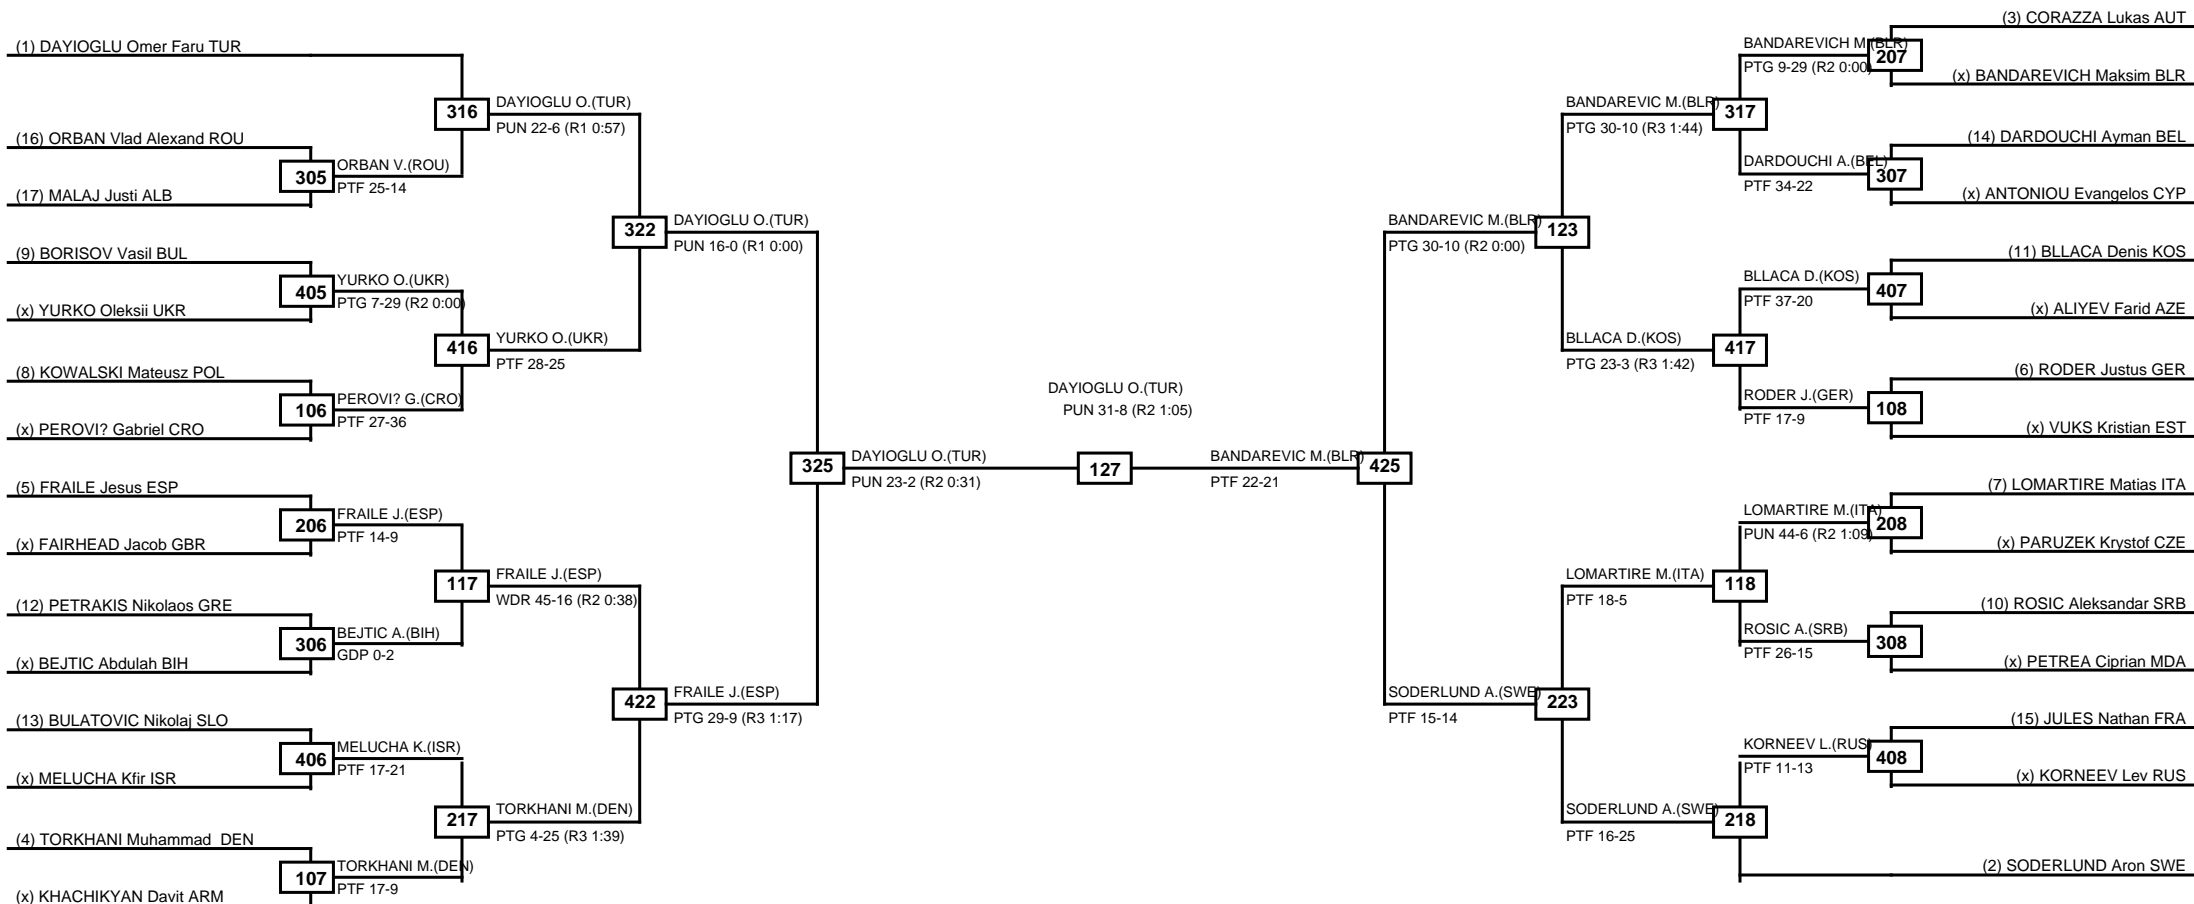 (1) DAYIOGLU Omer Faru TUR
(16) ORBAN Vlad Alexand ROU
(17) MALAJ Justi ALB
(9) BORISOV Vasil BUL
(x) YURKO Oleksii UKR
(8) KOWALSKI Mateusz POL
(x) PEROVI? Gabriel CRO
(5) FRAILE Jesus ESP
(x) FAIRHEAD Jacob GBR
(12) PETRAKIS Nikolaos GRE
(x) BEJTIC Abdulah BIH
(13) BULATOVIC Nikolaj SLO
(x) MELUCHA Kfir ISR
(4) TORKHANI Muhammad  DEN
(x) KHACHIKYAN Davit ARM
305
ORBAN V.(ROU)
PTF 25-14
405
YURKO O.(UKR)
PTG 7-29 (R2 0:00)
106
PEROVI? G.(CRO)
PTF 27-36
206
FRAILE J.(ESP)
PTF 14-9
306
BEJTIC A.(BIH)
GDP 0-2
406
MELUCHA K.(ISR)
PTF 17-21
107
TORKHANI M.(DEN)
PTF 17-9
316
DAYIOGLU O.(TUR)
PUN 22-6 (R1 0:57)
416
YURKO O.(UKR)
PTF 28-25
117
FRAILE J.(ESP)
WDR 45-16 (R2 0:38)
217
TORKHANI M.(DEN)
PTG 4-25 (R3 1:39)
322
DAYIOGLU O.(TUR)
PUN 16-0 (R1 0:00)
422
FRAILE J.(ESP)
PTG 29-9 (R3 1:17)
325
DAYIOGLU O.(TUR)
PUN 23-2 (R2 0:31)
DAYIOGLU O.(TUR)
PUN 31-8 (R2 1:05)
127
BANDAREVIC M.(BLR)
PTF 22-21
425
BANDAREVIC M.(BLR)
PTG 30-10 (R2 0:00)
123
SODERLUND A.(SWE)
PTF 15-14
223
BANDAREVIC M.(BLR)
PTG 30-10 (R3 1:44)
317
BLLACA D.(KOS)
PTG 23-3 (R3 1:42)
417
LOMARTIRE M.(ITA)
PTF 18-5
118
SODERLUND A.(SWE)
PTF 16-25
218
BANDAREVICH M.(BLR)
PTG 9-29 (R2 0:00)
207
DARDOUCHI A.(BEL)
PTF 34-22
307
BLLACA D.(KOS)
PTF 37-20
407
RODER J.(GER)
PTF 17-9
108
LOMARTIRE M.(ITA)
PUN 44-6 (R2 1:09)
208
ROSIC A.(SRB)
PTF 26-15
308
KORNEEV L.(RUS)
PTF 11-13
408
(3) CORAZZA Lukas AUT
(x) BANDAREVICH Maksim BLR
(14) DARDOUCHI Ayman BEL
(x) ANTONIOU Evangelos CYP
(11) BLLACA Denis KOS
(x) ALIYEV Farid AZE
(6) RODER Justus GER
(x) VUKS Kristian EST
(7) LOMARTIRE Matias ITA
(x) PARUZEK Krystof CZE
(10) ROSIC Aleksandar SRB
(x) PETREA Ciprian MDA
(15) JULES Nathan FRA
(x) KORNEEV Lev RUS
(2) SODERLUND Aron SWE